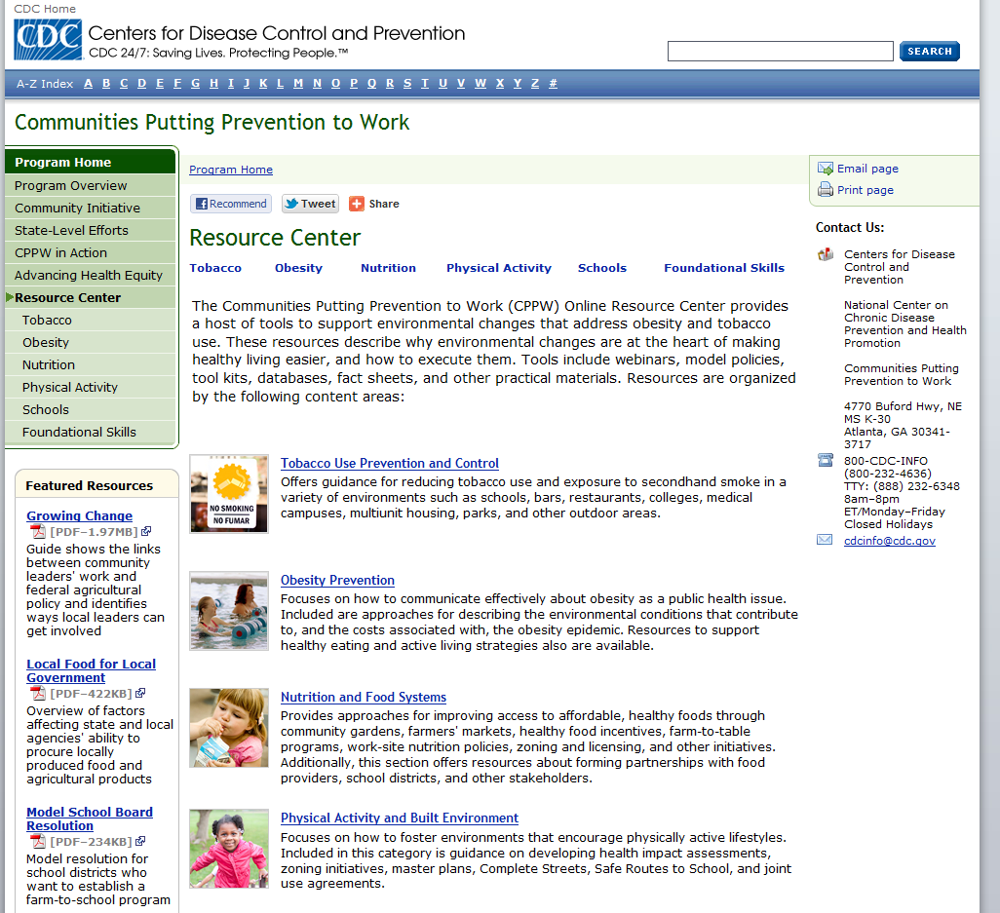 CDC Home
CDC
Centers for Disease Control and Prevention
CDC 24/7: Saving Lives. Protecting People.™
SEARCH
A-Z Index A B C D E F G H I J K L M N O P Q R S T U V W X Y Z #
Communities Putting Prevention to Work
Program Home
Program Overview
Community Initiative
State-Level Efforts
CPPW in Action
Advancing Health Equity
Resource Center
Tobacco
Obesity
Nutrition
Physical Activity
Schools
Foundational Skills
Featured Resources
Growing Change
[PDF–1.97MB]
Guide shows the links
between community
leaders' work and
federal agricultural
policy and identifies
ways local leaders can
get involved
Local Food for Local
Government
[PDF–422KB]
Overview of factors
affecting state and local
agencies' ability to
procure locally
produced food and
agricultural products
Model School Board
Resolution
[PDF–234KB]
Model resolution for
school districts who
want to establish a
farm-to-school program
Program Home
Recommend Tweet Share
Resource Center
Tobacco Obesity Nutrition Physical Activity Schools Foundational Skills
The Communities Putting Prevention to Work (CPPW) Online Resource Center provides
a host of tools to support environmental changes that address obesity and tobacco
use. These resources describe why environmental changes are at the heart of making
healthy living easier, and how to execute them. Tools include webinars, model policies,
tool kits, databases, fact sheets, and other practical materials. Resources are organized
by the following content areas:
NO SMOKING
NO FUMAR
Tobacco Use Prevention and Control
Offers guidance for reducing tobacco use and exposure to secondhand smoke in a
variety of environments such as schools, bars, restaurants, colleges, medical
campuses, multiunit housing, parks, and other outdoor areas.
Obesity Prevention
Focuses on how to communicate effectively about obesity as a public health issue.
Included are approaches for describing the environmental conditions that contribute
to, and the costs associated with, the obesity epidemic. Resources to support
healthy eating and active living strategies also are available.
Nutrition and Food Systems
Provides approaches for improving access to affordable, healthy foods through
community gardens, farmers' markets, healthy food incentives, farm-to-table
programs, work-site nutrition policies, zoning and licensing, and other initiatives.
Additionally, this section offers resources about forming partnerships with food
providers, school districts, and other stakeholders.
Physical Activity and Built Environment
Focuses on how to foster environments that encourage physically active lifestyles.
Included in this category is guidance on developing health impact assessments,
zoning initiatives, master plans, Complete Streets, Safe Routes to School, and joint
use agreements.
Email page
Print page
Contact Us:
Centers for Disease
Control and
Prevention
National Center on
Chronic Disease
Prevention and Health
Promotion
Communities Putting
Prevention to Work
4770 Buford Hwy, NE
MS K-30
Atlanta, GA 30341-
3717
800-CDC-INFO
(800-232-4636)
TTY: (888) 232-6348
8am–8pm
ET/Monday–Friday
Closed Holidays
cdcinfo@cdc.gov